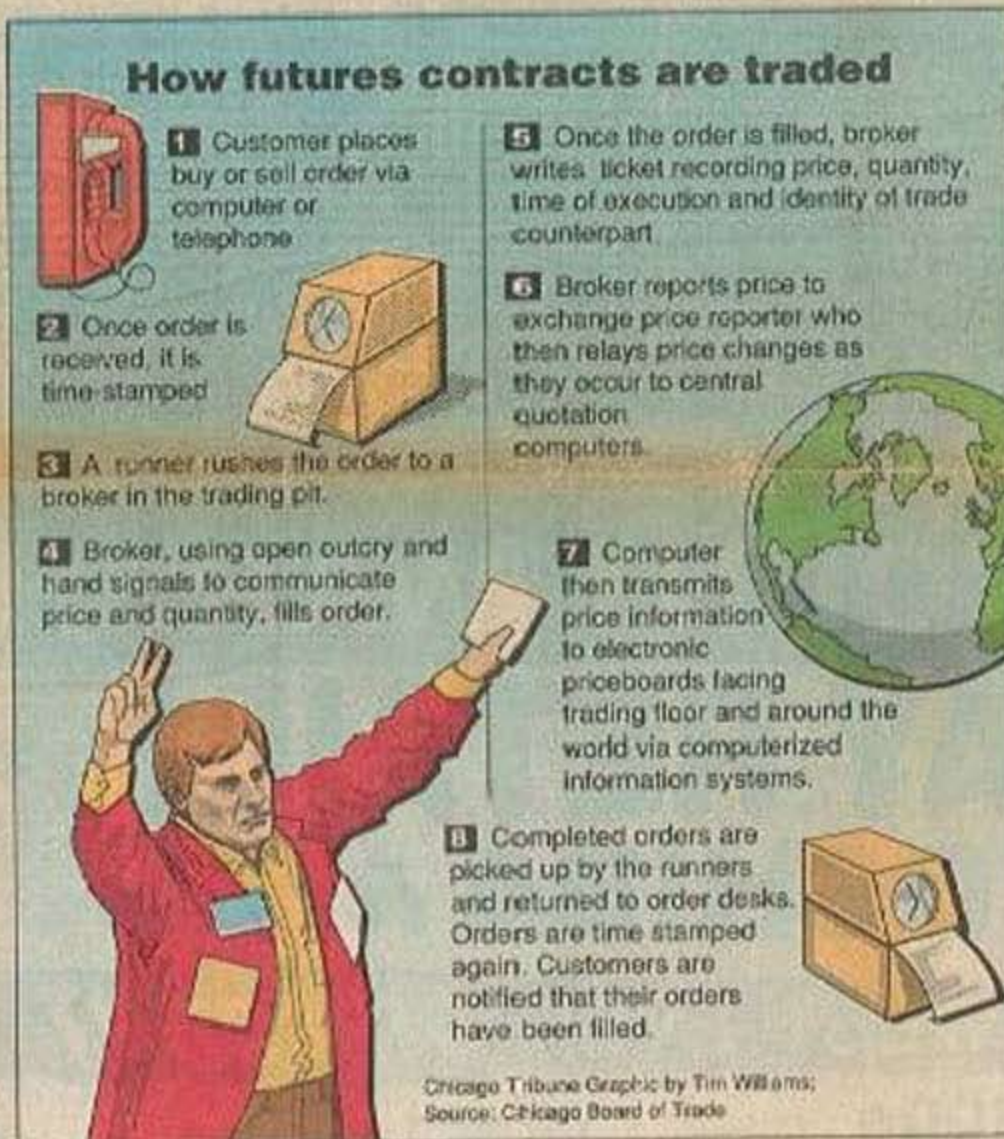 How futures contracts are traded
1 Customer places
buy or sell order via
computer or
telephone
2 Once order is
received, it is
time-stamped
3 A runner rushes the order to a
broker in the trading pit.
4 Broker, using open outcry and
hand signals to communicate
price and quantity, fills order.
5 Once the order is filled, broker
writes ticket recording price, quantity,
time of execution and identity of trade
counterpart
6 Broker reports price to
exchange price reporter who
then relays price changes as
they occur to central
quotation
computers.
7 Computer
then transmits
price information
to electronic
priceboards facing
trading floor and around the
world via computerized
information systems.
8 Completed orders are
picked up by the runners
and returned to order desks.
Orders are time stamped
again. Customers are
notified that their orders
have been filled.
Chicago Tribune Graphic by Tim Williams;
Source: Chicago Board of Trade